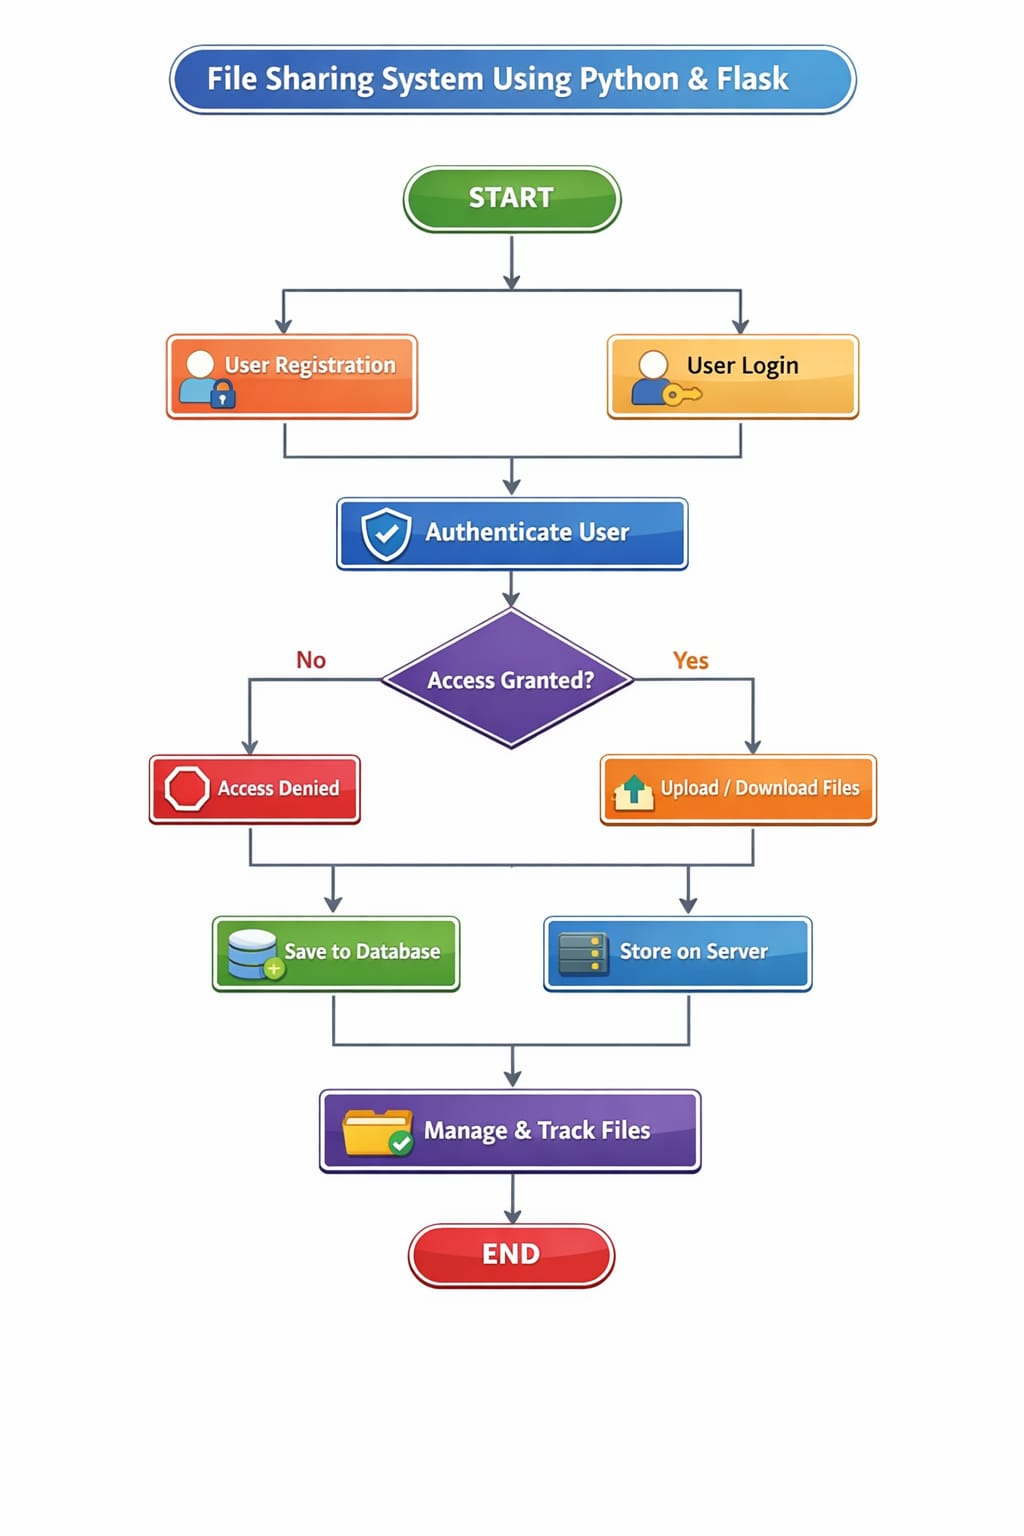 File Sharing System Using Python & Flask
START
User Registration
User Login
Authenticate User
No
Yes
Access Granted?
Access Denied
Upload / Download Files
Save to Database
Store on Server
Manage & Track Files
END